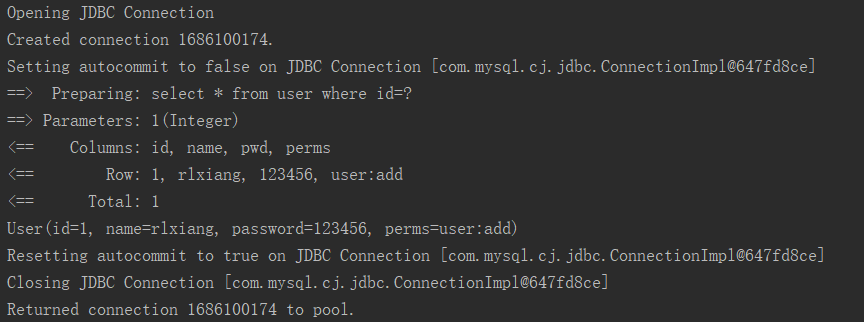 Opening JDBC Connection
Created connection 1686100174.
Setting autocommit to false on JDBC Connection [com.mysql.cj.jdbc.ConnectionImpl@647fd8ce]
==>  Preparing: select * from user where id=?
==> Parameters: 1(Integer)
<==    Columns: id, name, pwd, perms
<==        Row: 1, rlxiang, 123456, user:add
<==      Total: 1
User(id=1, name=rlxiang, password=123456, perms=user:add)
Resetting autocommit to true on JDBC Connection [com.mysql.cj.jdbc.ConnectionImpl@647fd8ce]
Closing JDBC Connection [com.mysql.cj.jdbc.ConnectionImpl@647fd8ce]
Returned connection 1686100174 to pool.